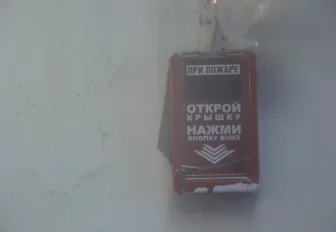 ПРИ ПОЖАРЕ
ОТКРОЙ
КРЫШКУ
НАЖМИ
КНОПКУ ВНИЗ